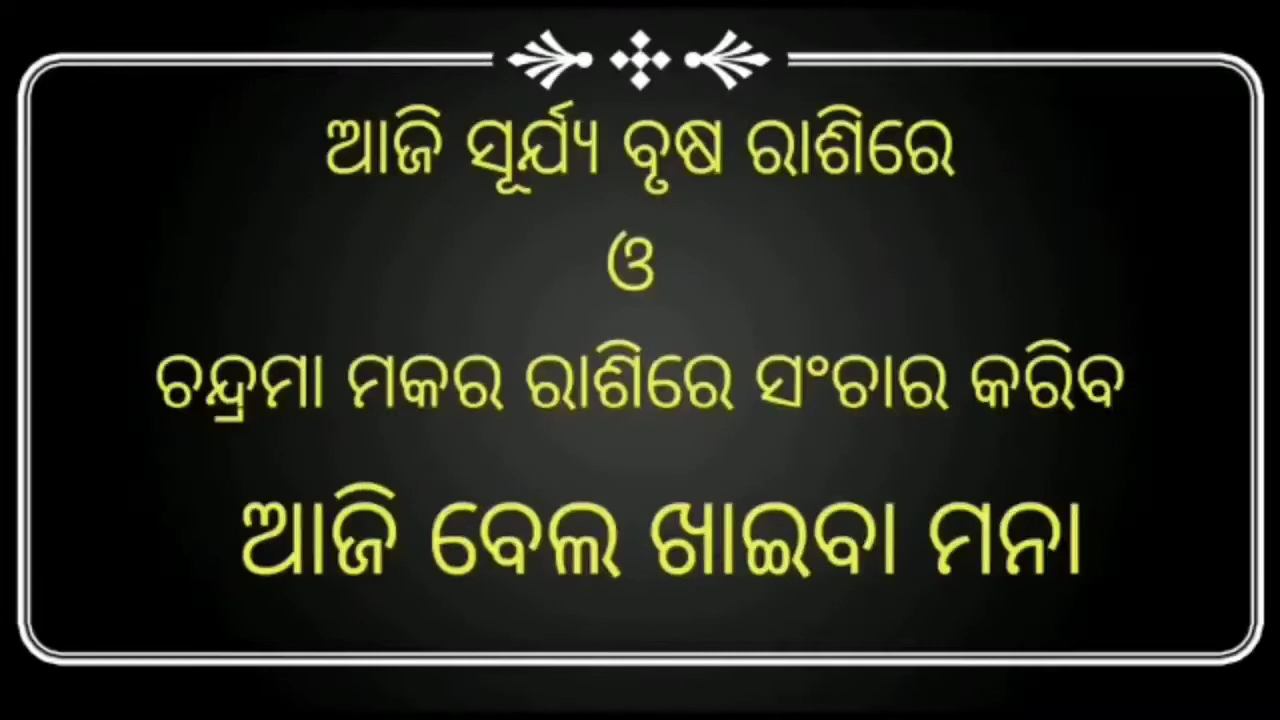 ଆଜି ସୂର୍ଯ୍ୟ ବୃଷ ରାଶିରେ
ଓ
ଚନ୍ଦ୍ରମା ମକର ରାଶିରେ ସଂଚାର କରିବ
ଆଜି ବେଲ ଖାଇବା ମନା